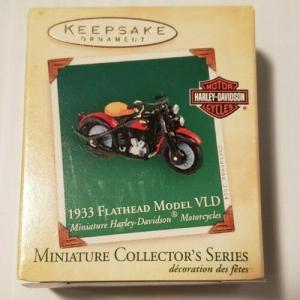 KEEPSAKE
ORNAMENT
MOTOR
HARLEY-DAVIDSON
CYCLES
1933 FLATHEAD MODEL VLD
Miniature Harley-Davidson® Motorcycles
MINIATURE COLLECTOR'S SERIES
décoration des fêtes